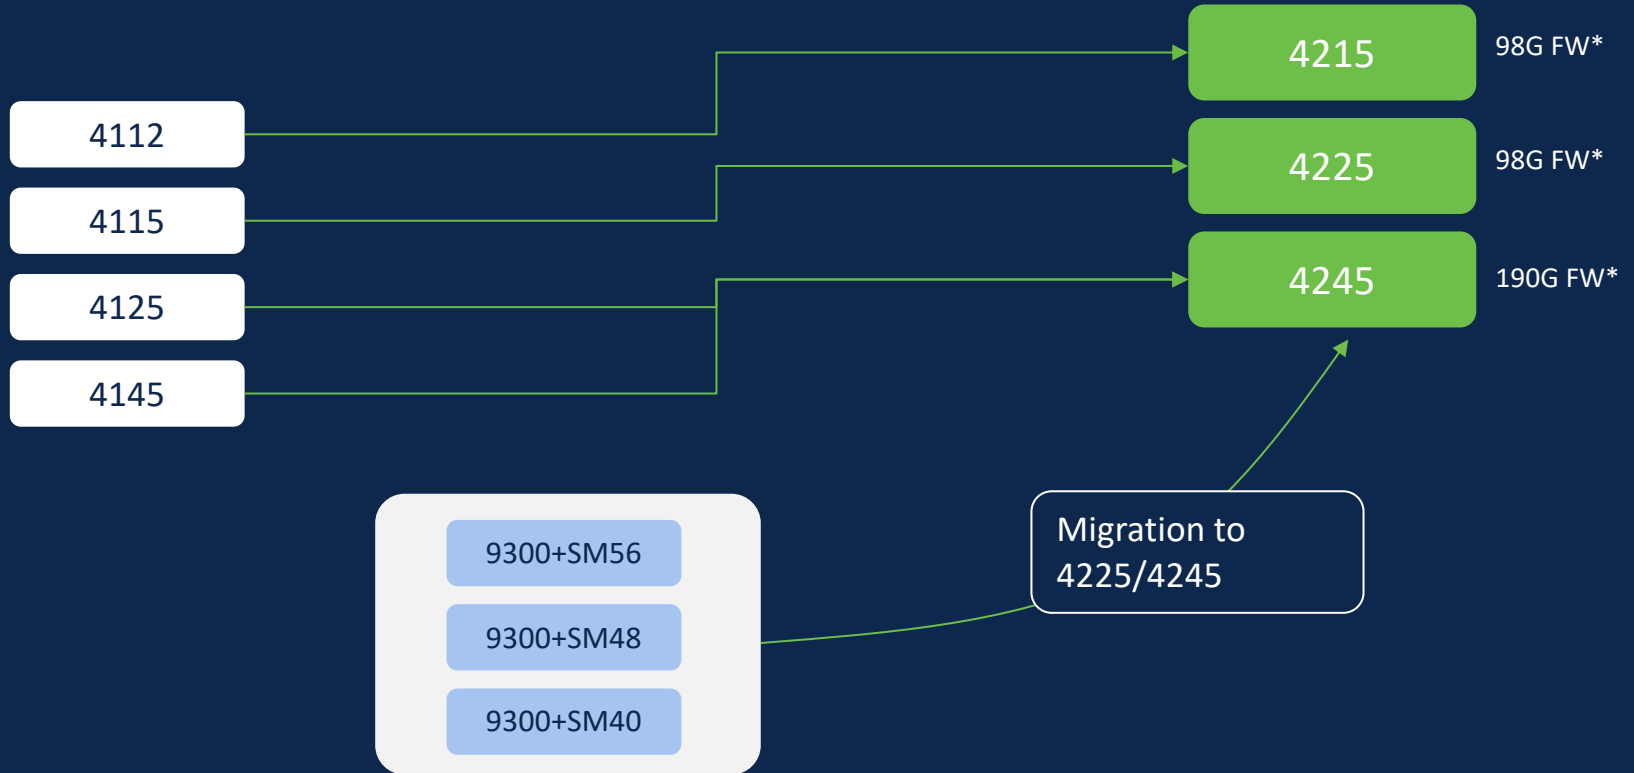 4112
4115
4125
4145
4215
98G FW*
4225
98G FW*
4245
190G FW*
9300+SM56
9300+SM48
9300+SM40
Migration to
4225/4245